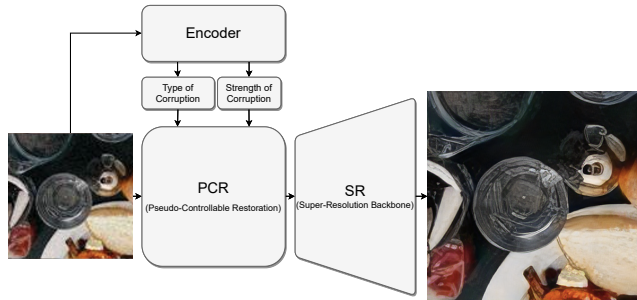 Encoder
Type of
Corruption
Strength of
Corruption
PCR
(Pseudo-Controllable Restoration)
SR
(Super-Resolution Backbone)